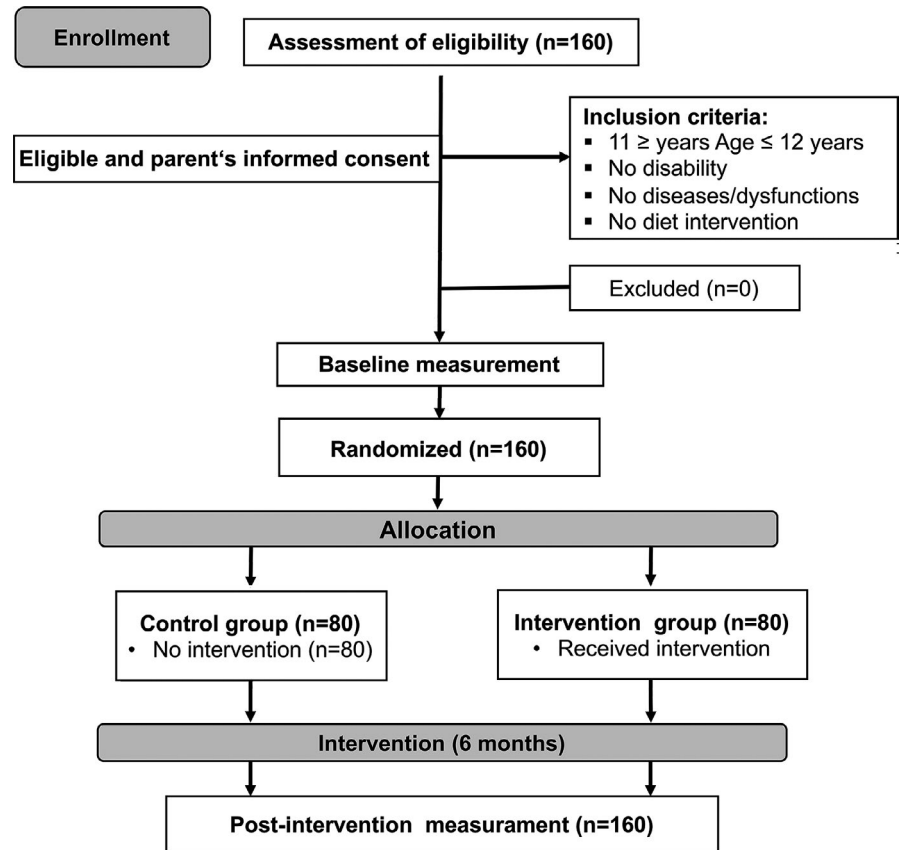 Enrollment
Assessment of eligibility (n=160)
Eligible and parent‘s informed consent
Inclusion criteria:
▪ 11 ≥ years Age ≤ 12 years
▪ No disability
▪ No diseases/dysfunctions
▪ No diet intervention
Excluded (n=0)
Baseline measurement
Randomized (n=160)
Allocation
Control group (n=80)
• No intervention (n=80)
Intervention group (n=80)
• Received intervention
Intervention (6 months)
Post-intervention measurament (n=160)